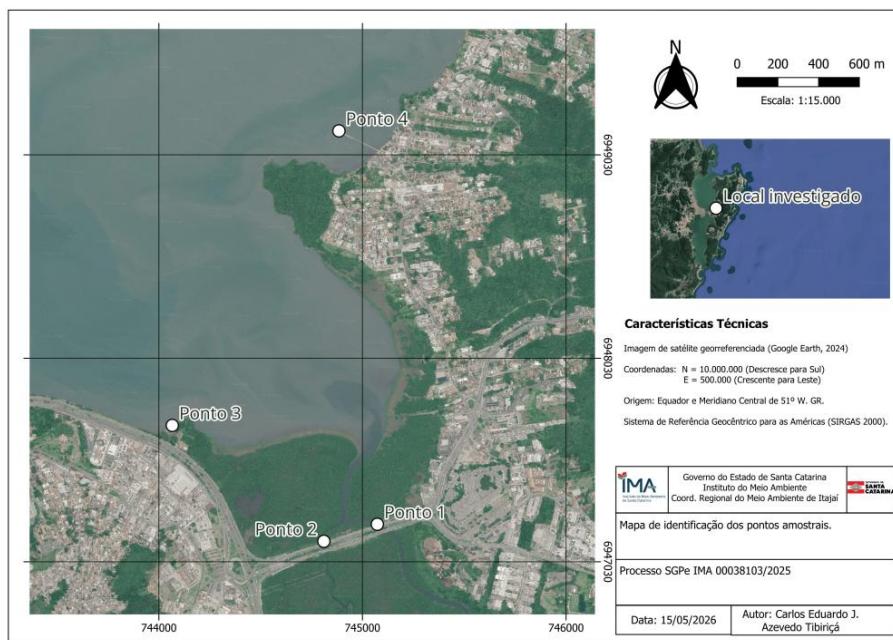 Ponto 4
Ponto 3
Ponto 2
Ponto 1
744000
745000
746000
6949030
6948030
6947030
N
0 200 400 600 m
Escala: 1:15.000
Local investigado
Características Técnicas
Imagem de satélite georreferenciada (Google Earth, 2024)
Coordenadas: N = 10.000.000 (Descresce para Sul)
E = 500.000 (Crescente para Leste)
Origem: Equador e Meridiano Central de 51º W. GR.
Sistema de Referência Geocêntrico para as Américas (SIRGAS 2000).
IMA
Governo do Estado de Santa Catarina
Instituto do Meio Ambiente
Coord. Regional do Meio Ambiente de Itajaí
SANTA
CATARINA
Mapa de identificação dos pontos amostrais.
Processo SGPe IMA 00038103/2025
Data: 15/05/2026
Autor: Carlos Eduardo J.
Azevedo Tibiriçá